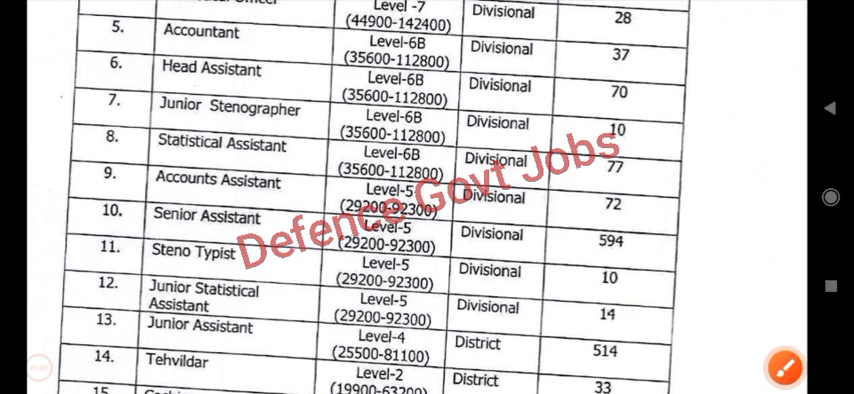 Level -7
(44900-142400)
Divisional
28
5.
Accountant
Level-6B
(35600-112800)
Divisional
37
6.
Head Assistant
Level-6B
(35600-112800)
Divisional
70
7.
Junior Stenographer
Level-6B
(35600-112800)
Divisional
10
8.
Statistical Assistant
Level-6B
(35600-112800)
Divisional
77
9.
Accounts Assistant
Level-5
(29200-92300)
Divisional
72
10.
Senior Assistant
Level-5
(29200-92300)
Divisional
594
11.
Steno Typist
Level-5
(29200-92300)
Divisional
10
12.
Junior Statistical
Assistant
Level-5
(29200-92300)
Divisional
14
13.
Junior Assistant
Level-4
(25500-81100)
District
514
14.
Tehvildar
Level-2
(19900-63200)
District
33
15.
Defence Govt Jobs